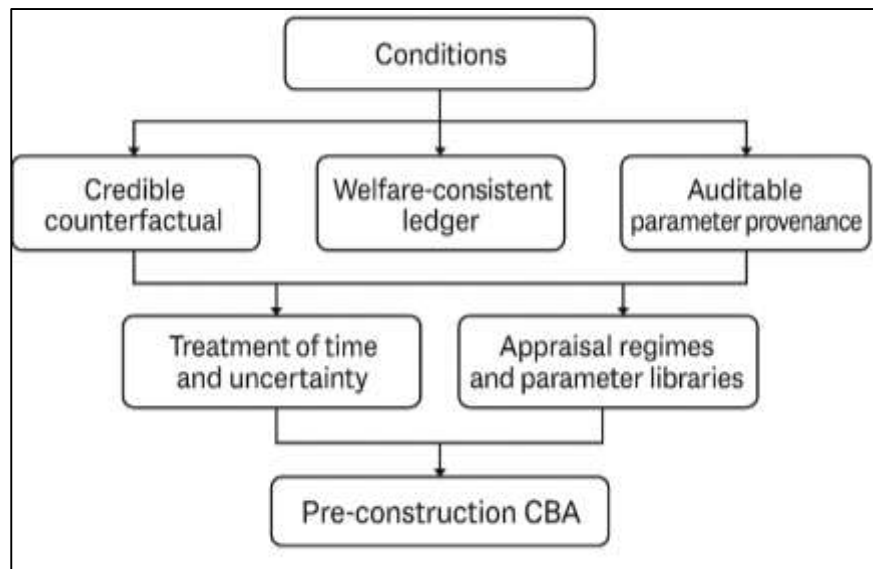 Conditions
Credible
counterfactual
Welfare-consistent
ledger
Auditable
parameter provenance
Treatment of time
and uncertainty
Appraisal regimes
and parameter libraries
Pre-construction CBA